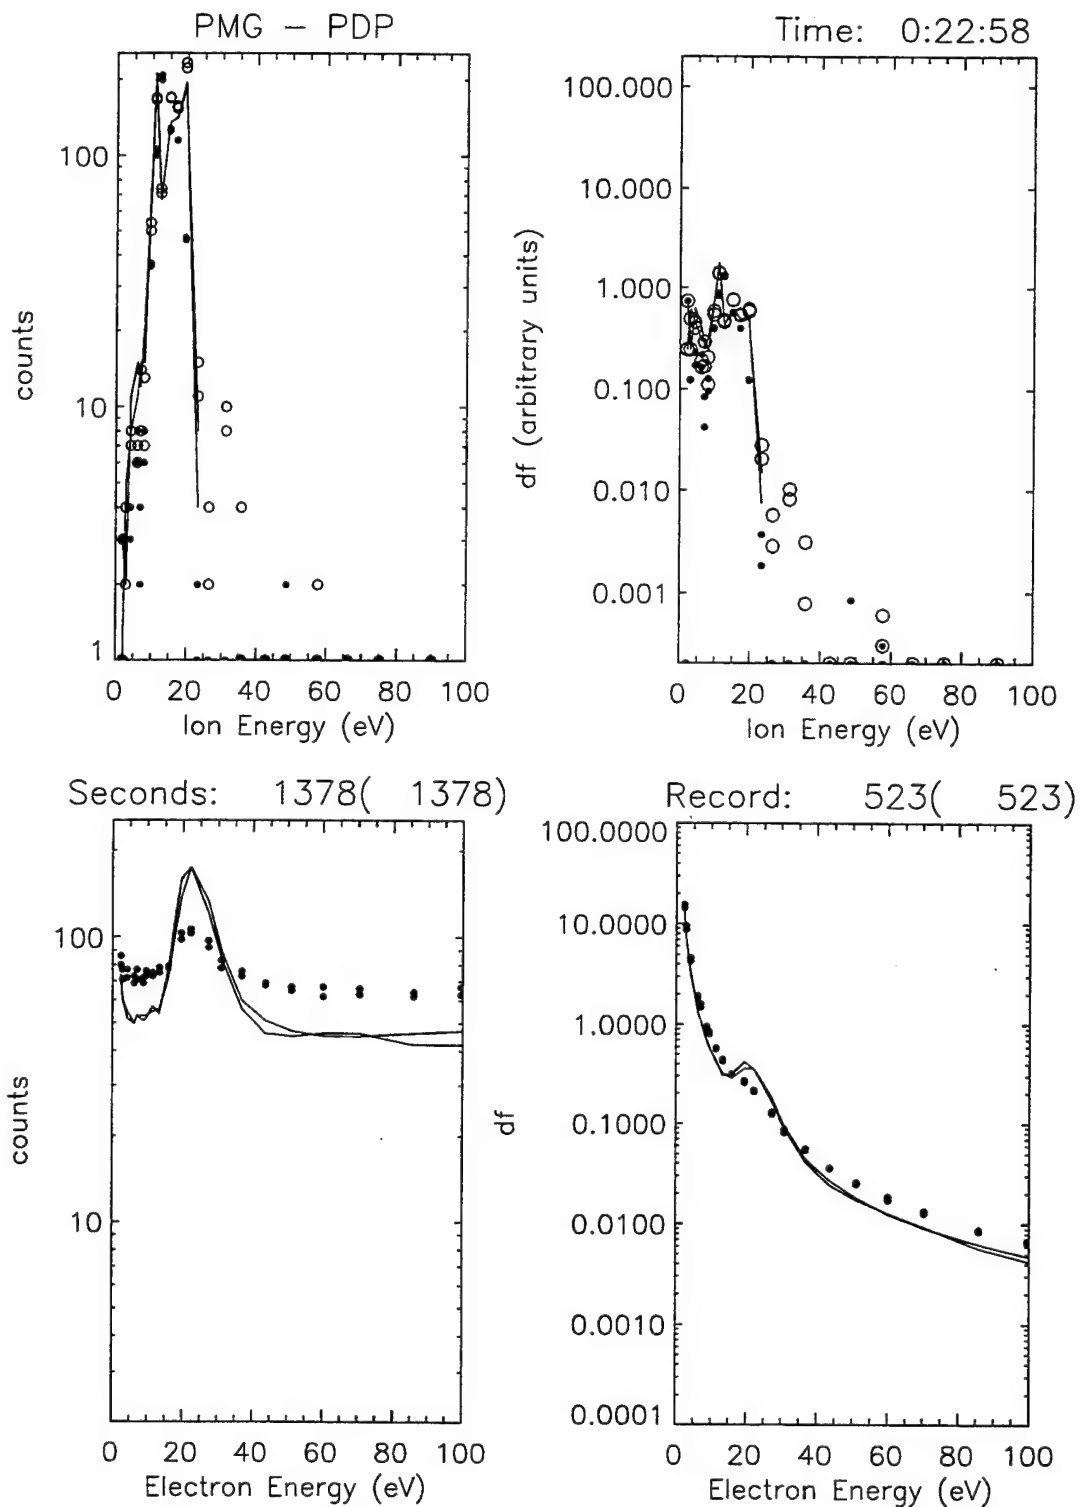 PMG – PDP
Time: 0:22:58
counts
100
10
1
0 20 40 60 80 100
Ion Energy (eV)
df (arbitrary units)
100.000
10.000
1.000
0.100
0.010
0.001
0 20 40 60 80 100
Ion Energy (eV)
Seconds: 1378( 1378)
Record: 523( 523)
counts
100
10
0 20 40 60 80 100
Electron Energy (eV)
df
100.0000
10.0000
1.0000
0.1000
0.0100
0.0010
0.0001
0 20 40 60 80 100
Electron Energy (eV)